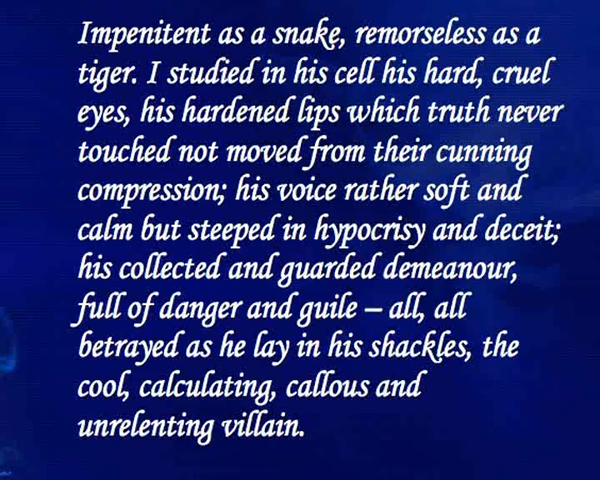 Impenitent as a snake, remorseless as a
tiger. I studied in his cell his hard, cruel
eyes, his hardened lips which truth never
touched not moved from their cunning
compression; his voice rather soft and
calm but steeped in hypocrisy and deceit;
his collected and guarded demeanour,
full of danger and guile – all, all
betrayed as he lay in his shackles, the
cool, calculating, callous and
unrelenting villain.